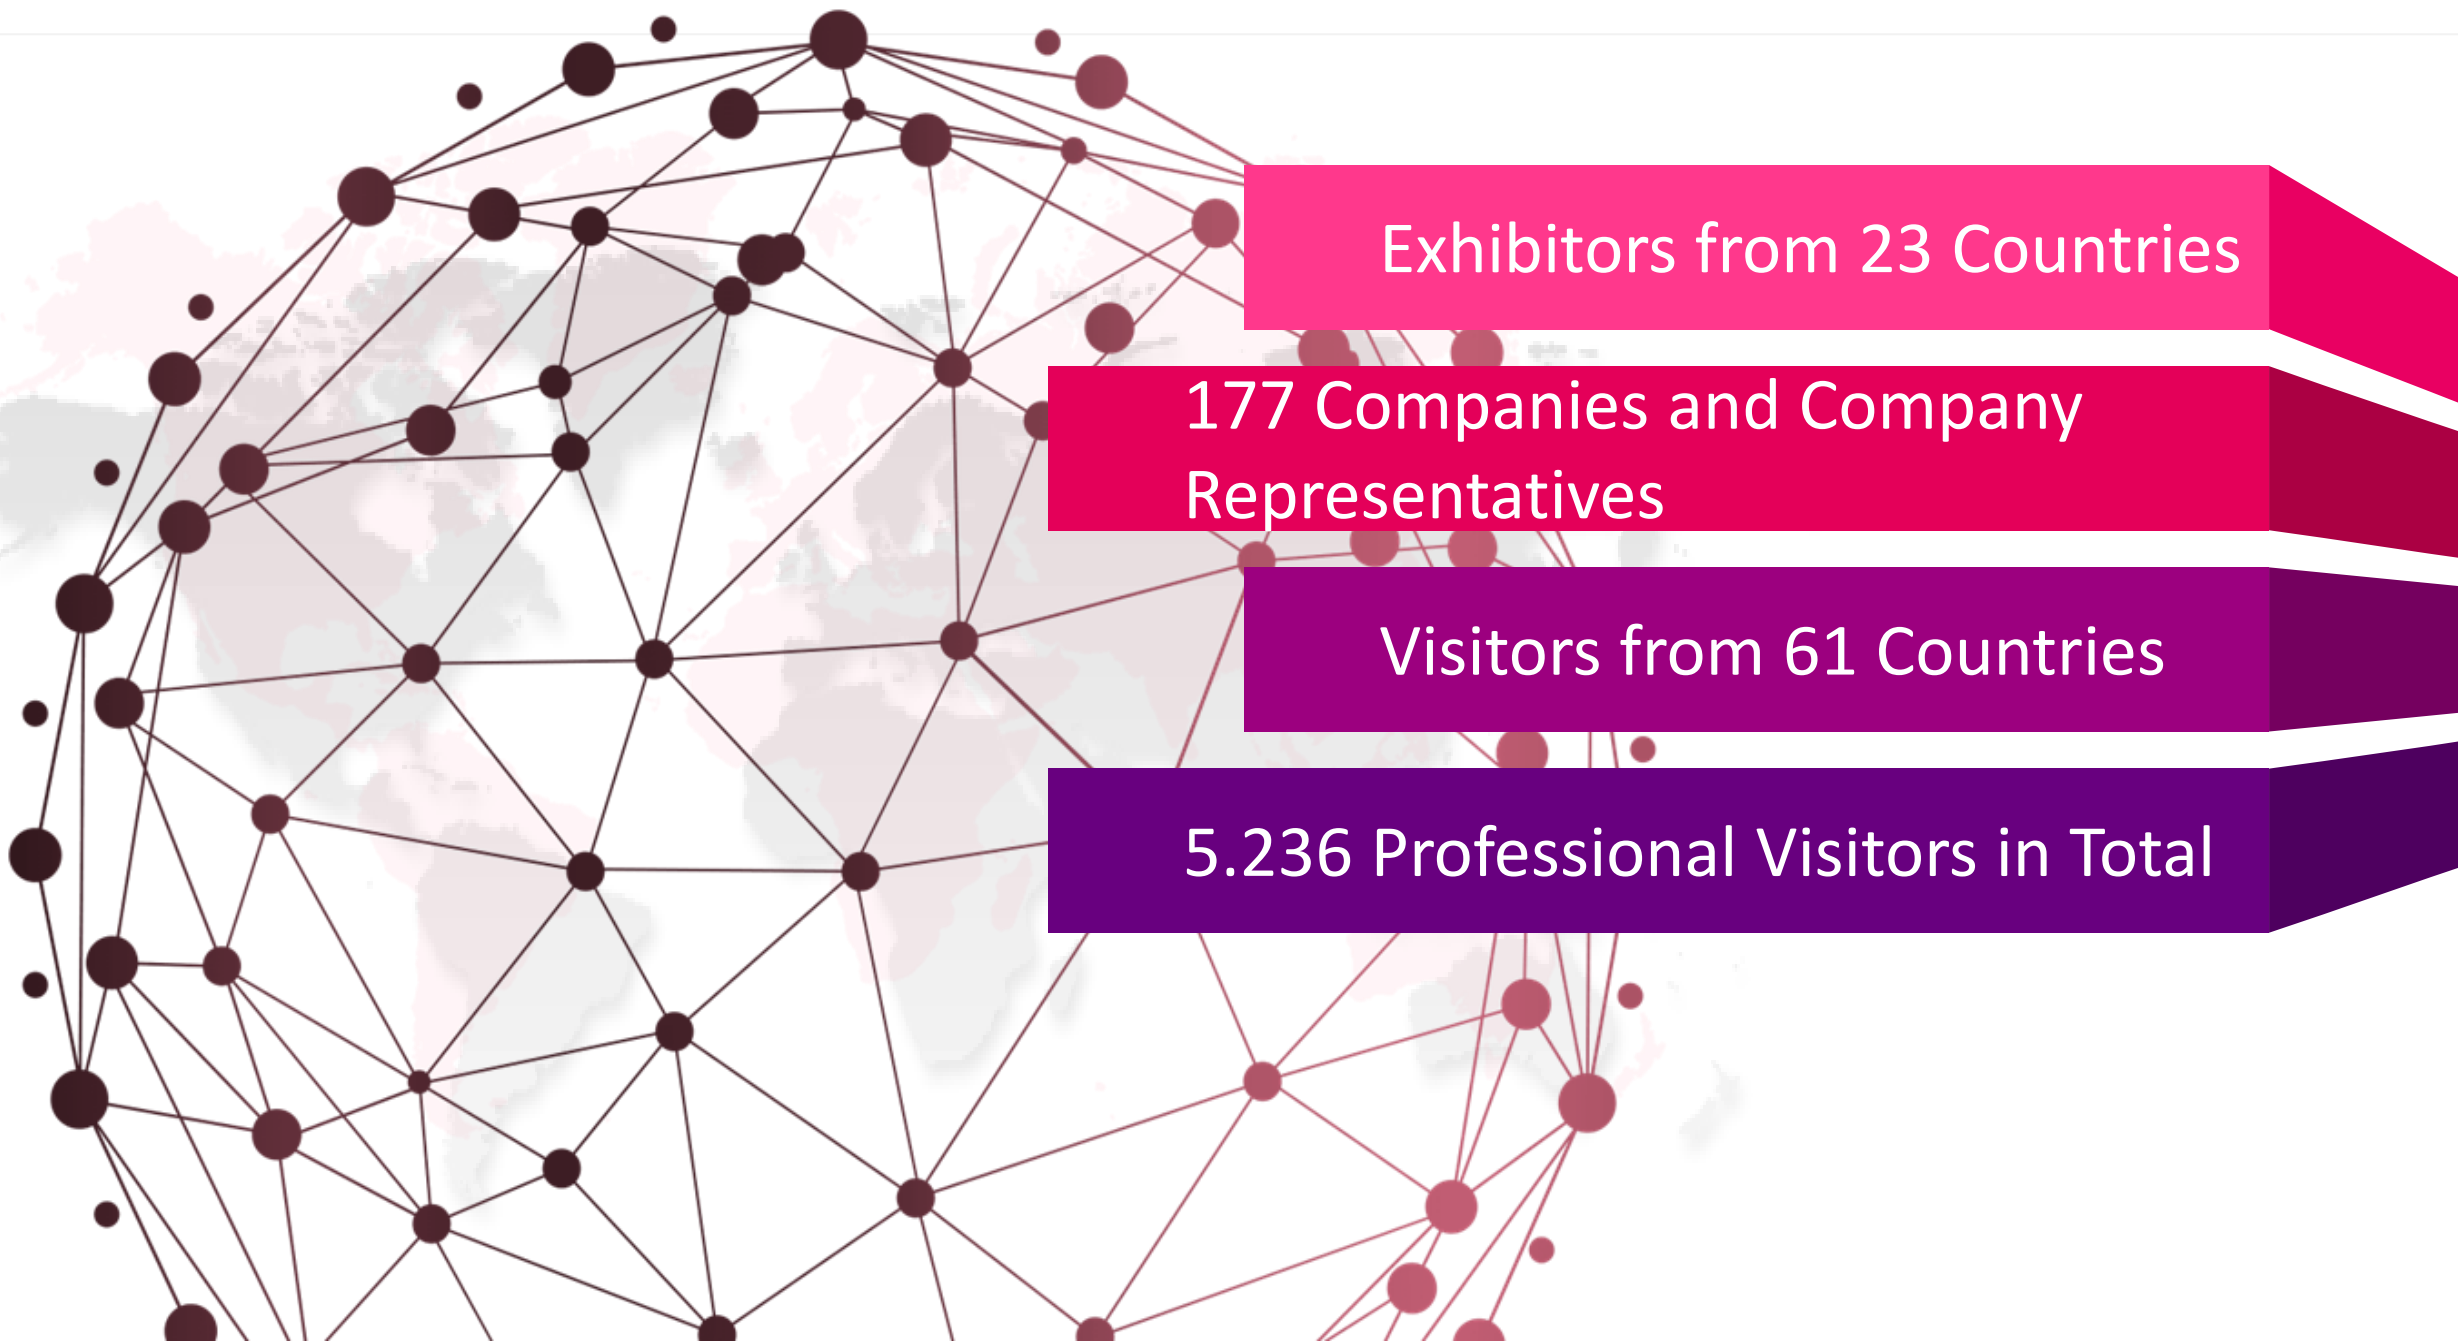 Exhibitors from 23 Countries
177 Companies and Company
Representatives
Visitors from 61 Countries
5.236 Professional Visitors in Total